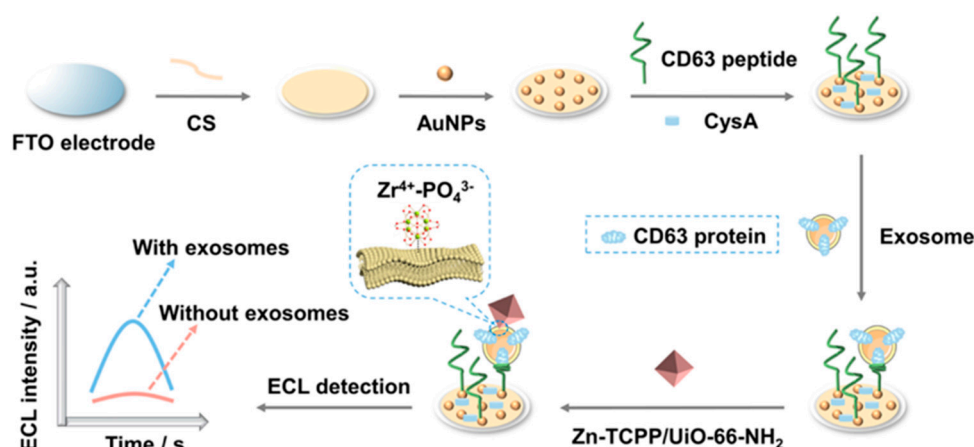 CD63 peptide
FTO electrode
CS
AuNPs
CysA
Zr⁴⁺-PO₄³⁻
CD63 protein
Exosome
With exosomes
Without exosomes
ECL intensity / a.u.
Time / s
ECL detection
Zn-TCPP/UiO-66-NH₂